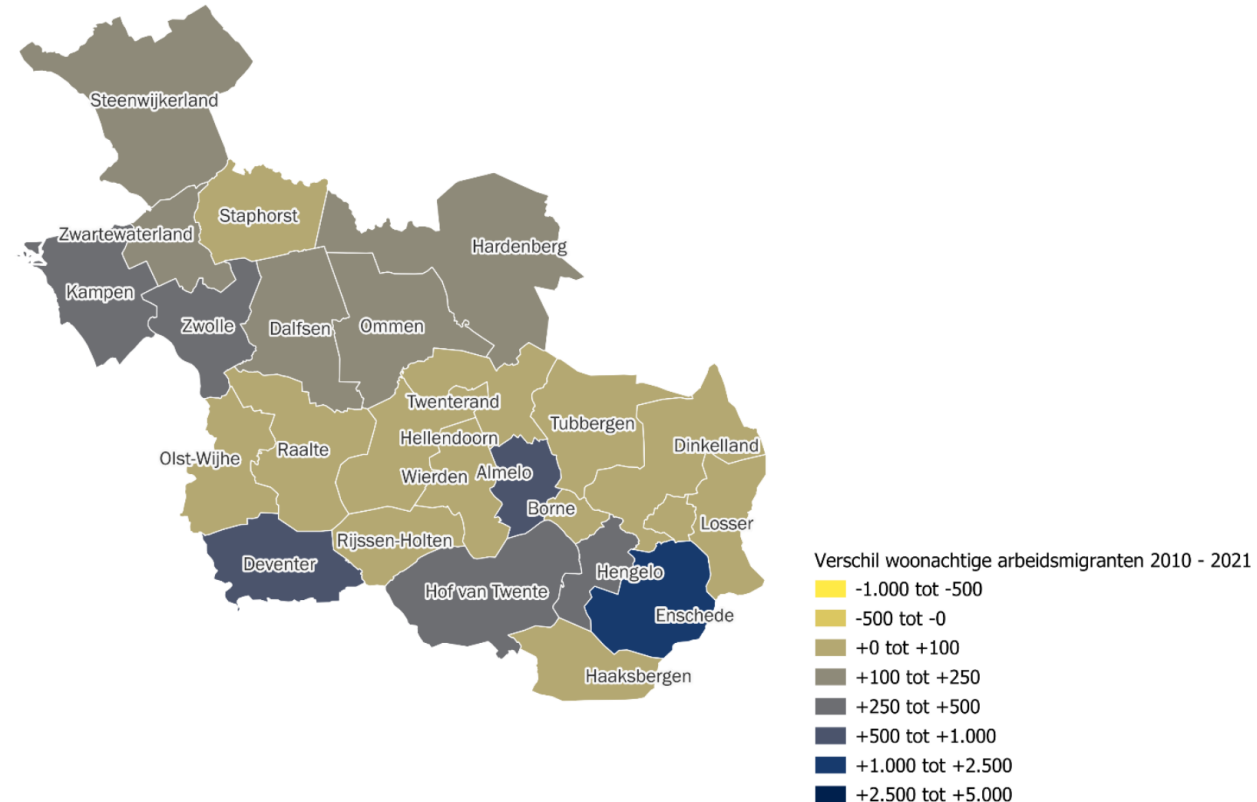 Steenwijkerland
Staphorst
Zwartewaterland
Hardenberg
Kampen
Zwolle
Dalfsen
Ommen
Twenterand
Tubbergen
Hellendoorn
Dinkelland
Raalte
Olst-Wijhe
Wierden
Almelo
Borne
Losser
Rijssen-Holten
Deventer
Hengelo
Hof van Twente
Enschede
Haaksbergen
Verschil woonachtige arbeidsmigranten 2010 - 2021
-1.000 tot -500
-500 tot -0
+0 tot +100
+100 tot +250
+250 tot +500
+500 tot +1.000
+1.000 tot +2.500
+2.500 tot +5.000